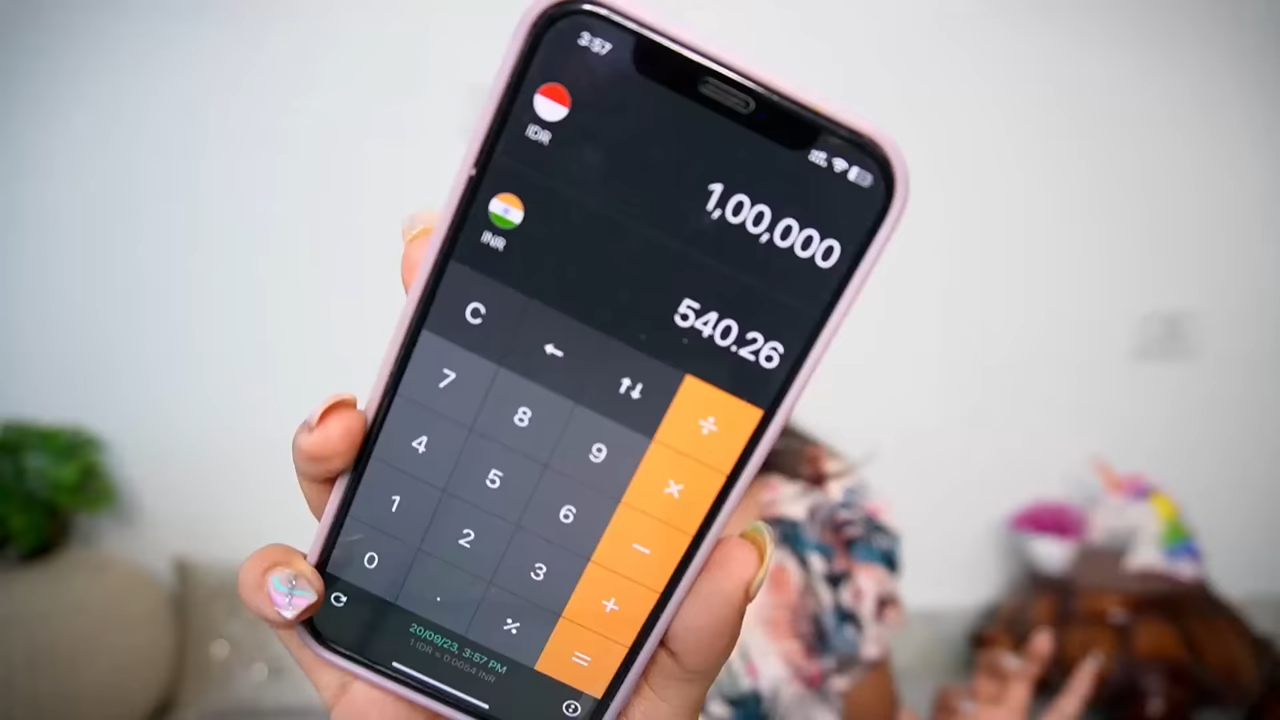 3:57
IDR
1,00,000
INR
540.26
C ← ↑↓ ÷
7 8 9 ×
4 5 6 −
1 2 3 +
0 . % =
20/09/23, 3:57 PM
1 IDR = 0.0054 INR